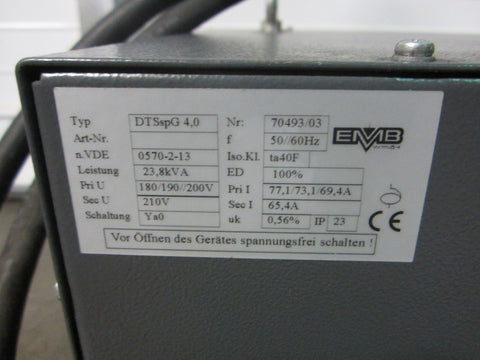 Typ DTSspG 4,0 Nr: 70493/03
Art-Nr. f 50//60Hz
n.VDE 0570-2-13 Iso.Kl. ta40F
Leistung 23,8kVA ED 100%
Pri U 180/190//200V Pri I 77,1/73,1/69,4A
Sec U 210V Sec I 65,4A
Schaltung Ya0 uk 0,56% IP 23
EMB
CE
Vor Öffnen des Gerätes spannungsfrei schalten !